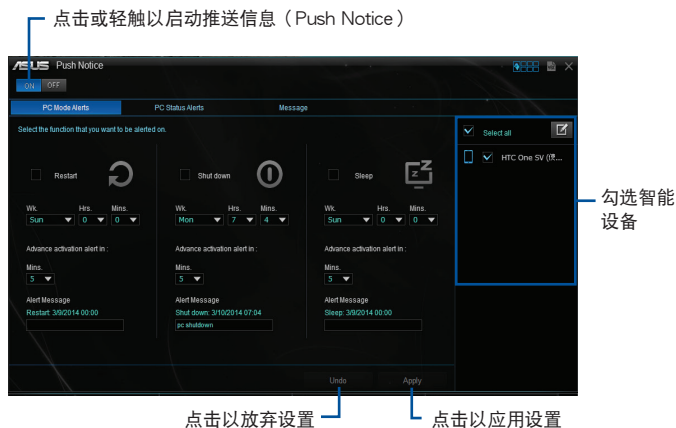 点击或轻触以启动推送信息（Push Notice）
ASUS Push Notice
ON OFF
PC Mode Alerts PC Status Alerts Message
Select the function that you want to be alerted on.
Select all
HTC One SV
Restart Shut down Sleep
Wk. Hrs. Mins. Wk. Hrs. Mins. Wk. Hrs. Mins.
Sun 0 0 Mon 7 4 Sun 0 0
勾选智能
设备
Advance activation alert in : Advance activation alert in : Advance activation alert in :
Mins. Mins. Mins.
5 5 5
Alert Message Alert Message Alert Message
Restart: 3/9/2014 00:00 Shut down: 3/10/2014 07:04 Sleep: 3/9/2014 00:00
pc shutdown
Undo Apply
点击以放弃设置 点击以应用设置